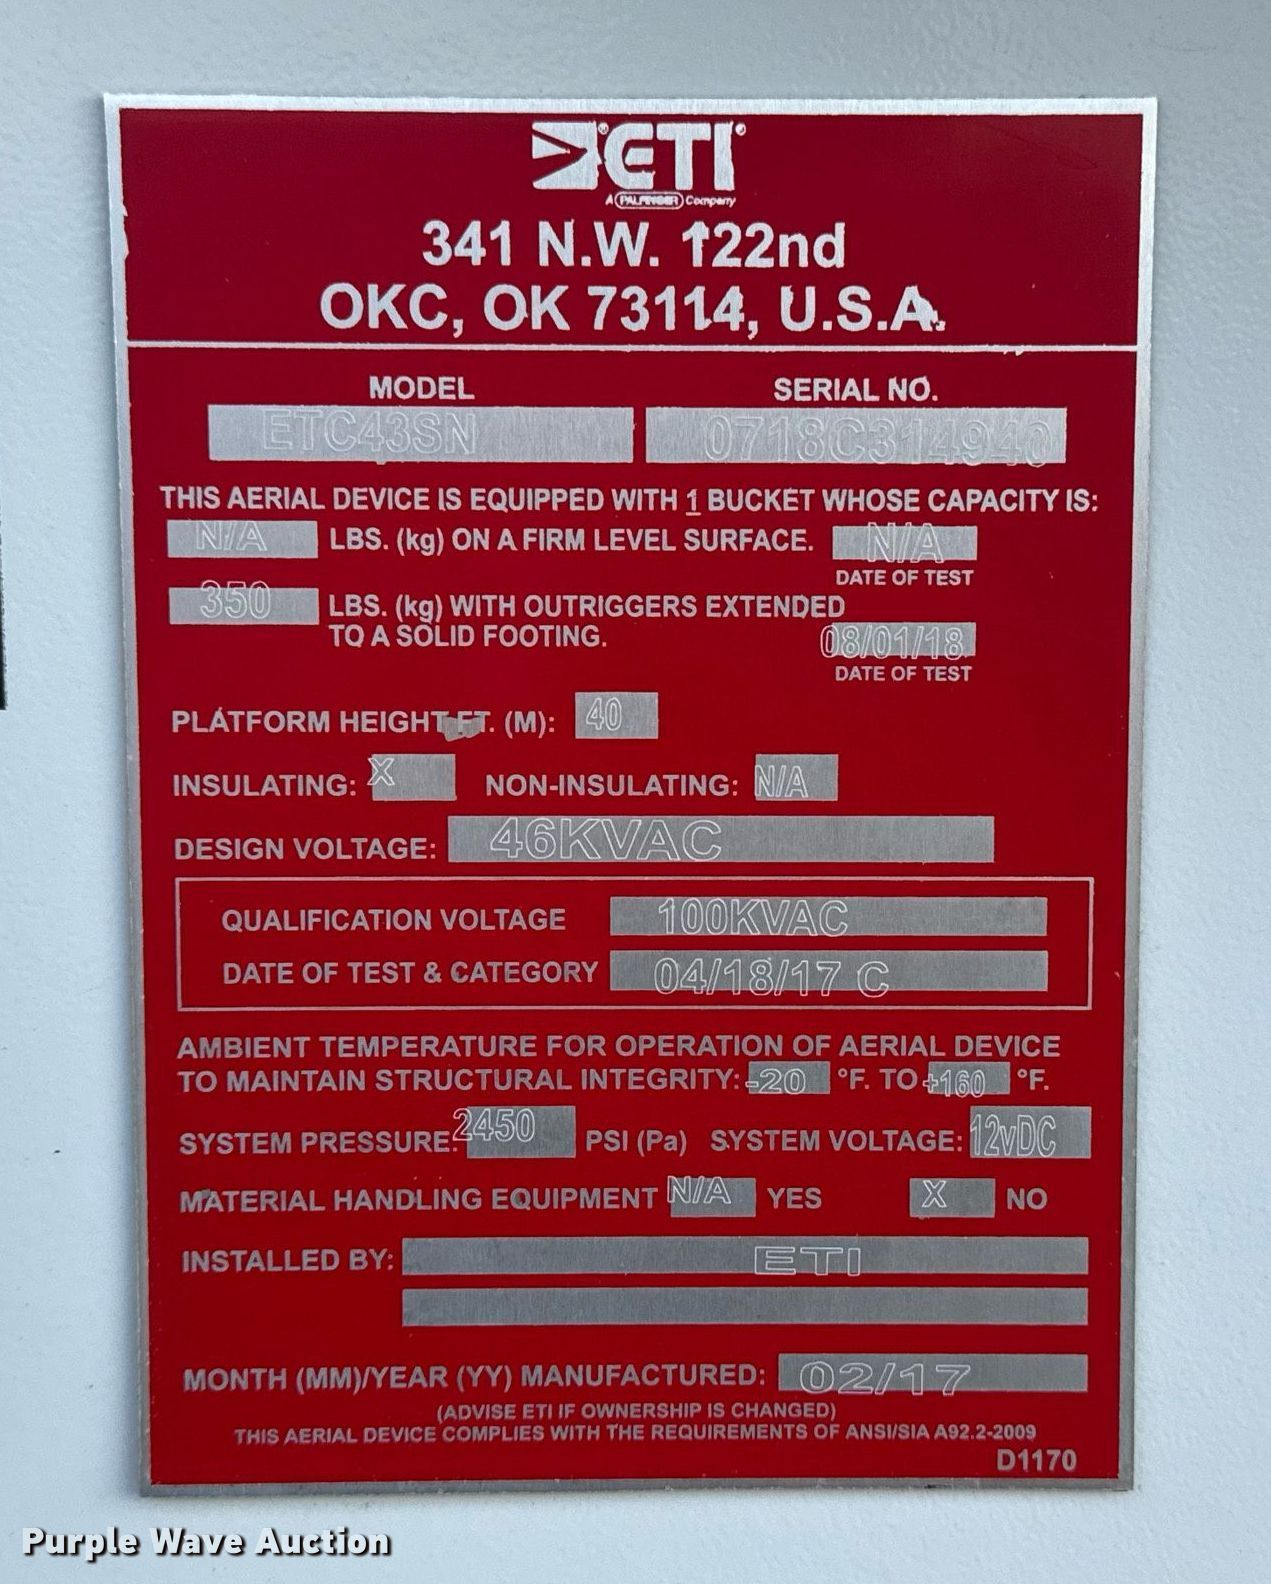 ETI
A PALFINGER Company
341 N.W. 122nd
OKC, OK 73114, U.S.A.
MODEL SERIAL NO.
ETC43SN 0718C314940
THIS AERIAL DEVICE IS EQUIPPED WITH 1 BUCKET WHOSE CAPACITY IS:
N/A LBS. (kg) ON A FIRM LEVEL SURFACE. N/A
DATE OF TEST
350 LBS. (kg) WITH OUTRIGGERS EXTENDED
TO A SOLID FOOTING. 08/01/18
DATE OF TEST
PLATFORM HEIGHT FT. (M): 40
INSULATING: X NON-INSULATING: N/A
DESIGN VOLTAGE: 46KVAC
QUALIFICATION VOLTAGE 100KVAC
DATE OF TEST & CATEGORY 04/18/17 C
AMBIENT TEMPERATURE FOR OPERATION OF AERIAL DEVICE
TO MAINTAIN STRUCTURAL INTEGRITY: -20 °F. TO +160 °F.
SYSTEM PRESSURE: 2450 PSI (Pa) SYSTEM VOLTAGE: 12vDC
MATERIAL HANDLING EQUIPMENT N/A YES X NO
INSTALLED BY: ETI
MONTH (MM)/YEAR (YY) MANUFACTURED: 02/17
(ADVISE ETI IF OWNERSHIP IS CHANGED)
THIS AERIAL DEVICE COMPLIES WITH THE REQUIREMENTS OF ANSI/SIA A92.2-2009
D1170
Purple Wave Auction